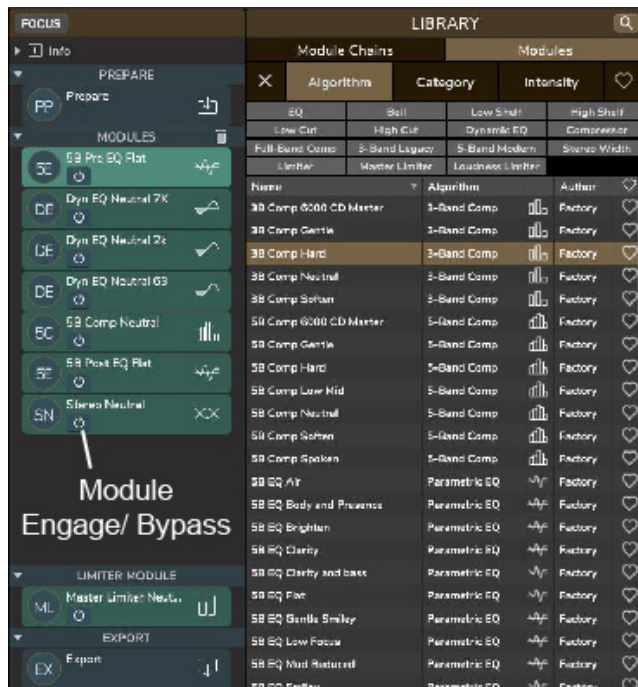 FOCUS
LIBRARY
Info
Module Chains
Modules
PREPARE
Algorithm
Category
Intensity
PP
Prepare
EQ
Bell
Low Shelf
High Shelf
Low Cut
High Cut
Dynamic EQ
Compressor
MODULES
Full-Band Comp
3-Band Legacy
5-Band Modern
Stereo Width
Limiter
Master Limiter
Loudness Limiter
5E
5B Pre EQ Flat
DE
Dyn EQ Neutral 7K
DE
Dyn EQ Neutral 2k
DE
Dyn EQ Neutral 63
5C
5B Comp Neutral
5E
5B Post EQ Flat
SN
Stereo Neutral
Module
Engage/ Bypass
LIMITER MODULE
ML
Master Limiter Neut..
EXPORT
EX
Export
Name Algorithm Author
3B Comp 6000 CD Master 3-Band Comp Factory
3B Comp Gentle 3-Band Comp Factory
3B Comp Hard 3-Band Comp Factory
3B Comp Neutral 3-Band Comp Factory
3B Comp Soften 3-Band Comp Factory
5B Comp 6000 CD Master 5-Band Comp Factory
5B Comp Gentle 5-Band Comp Factory
5B Comp Hard 5-Band Comp Factory
5B Comp Low Mid 5-Band Comp Factory
5B Comp Neutral 5-Band Comp Factory
5B Comp Soften 5-Band Comp Factory
5B Comp Spoken 5-Band Comp Factory
5B EQ Air Parametric EQ Factory
5B EQ Body and Presence Parametric EQ Factory
5B EQ Brighten Parametric EQ Factory
5B EQ Clarity Parametric EQ Factory
5B EQ Clarity and bass Parametric EQ Factory
5B EQ Flat Parametric EQ Factory
5B EQ Gentle Smiley Parametric EQ Factory
5B EQ Low Focus Parametric EQ Factory
5B EQ Mud Reduced Parametric EQ Factory
5B EQ Smiley Parametric EQ Factory